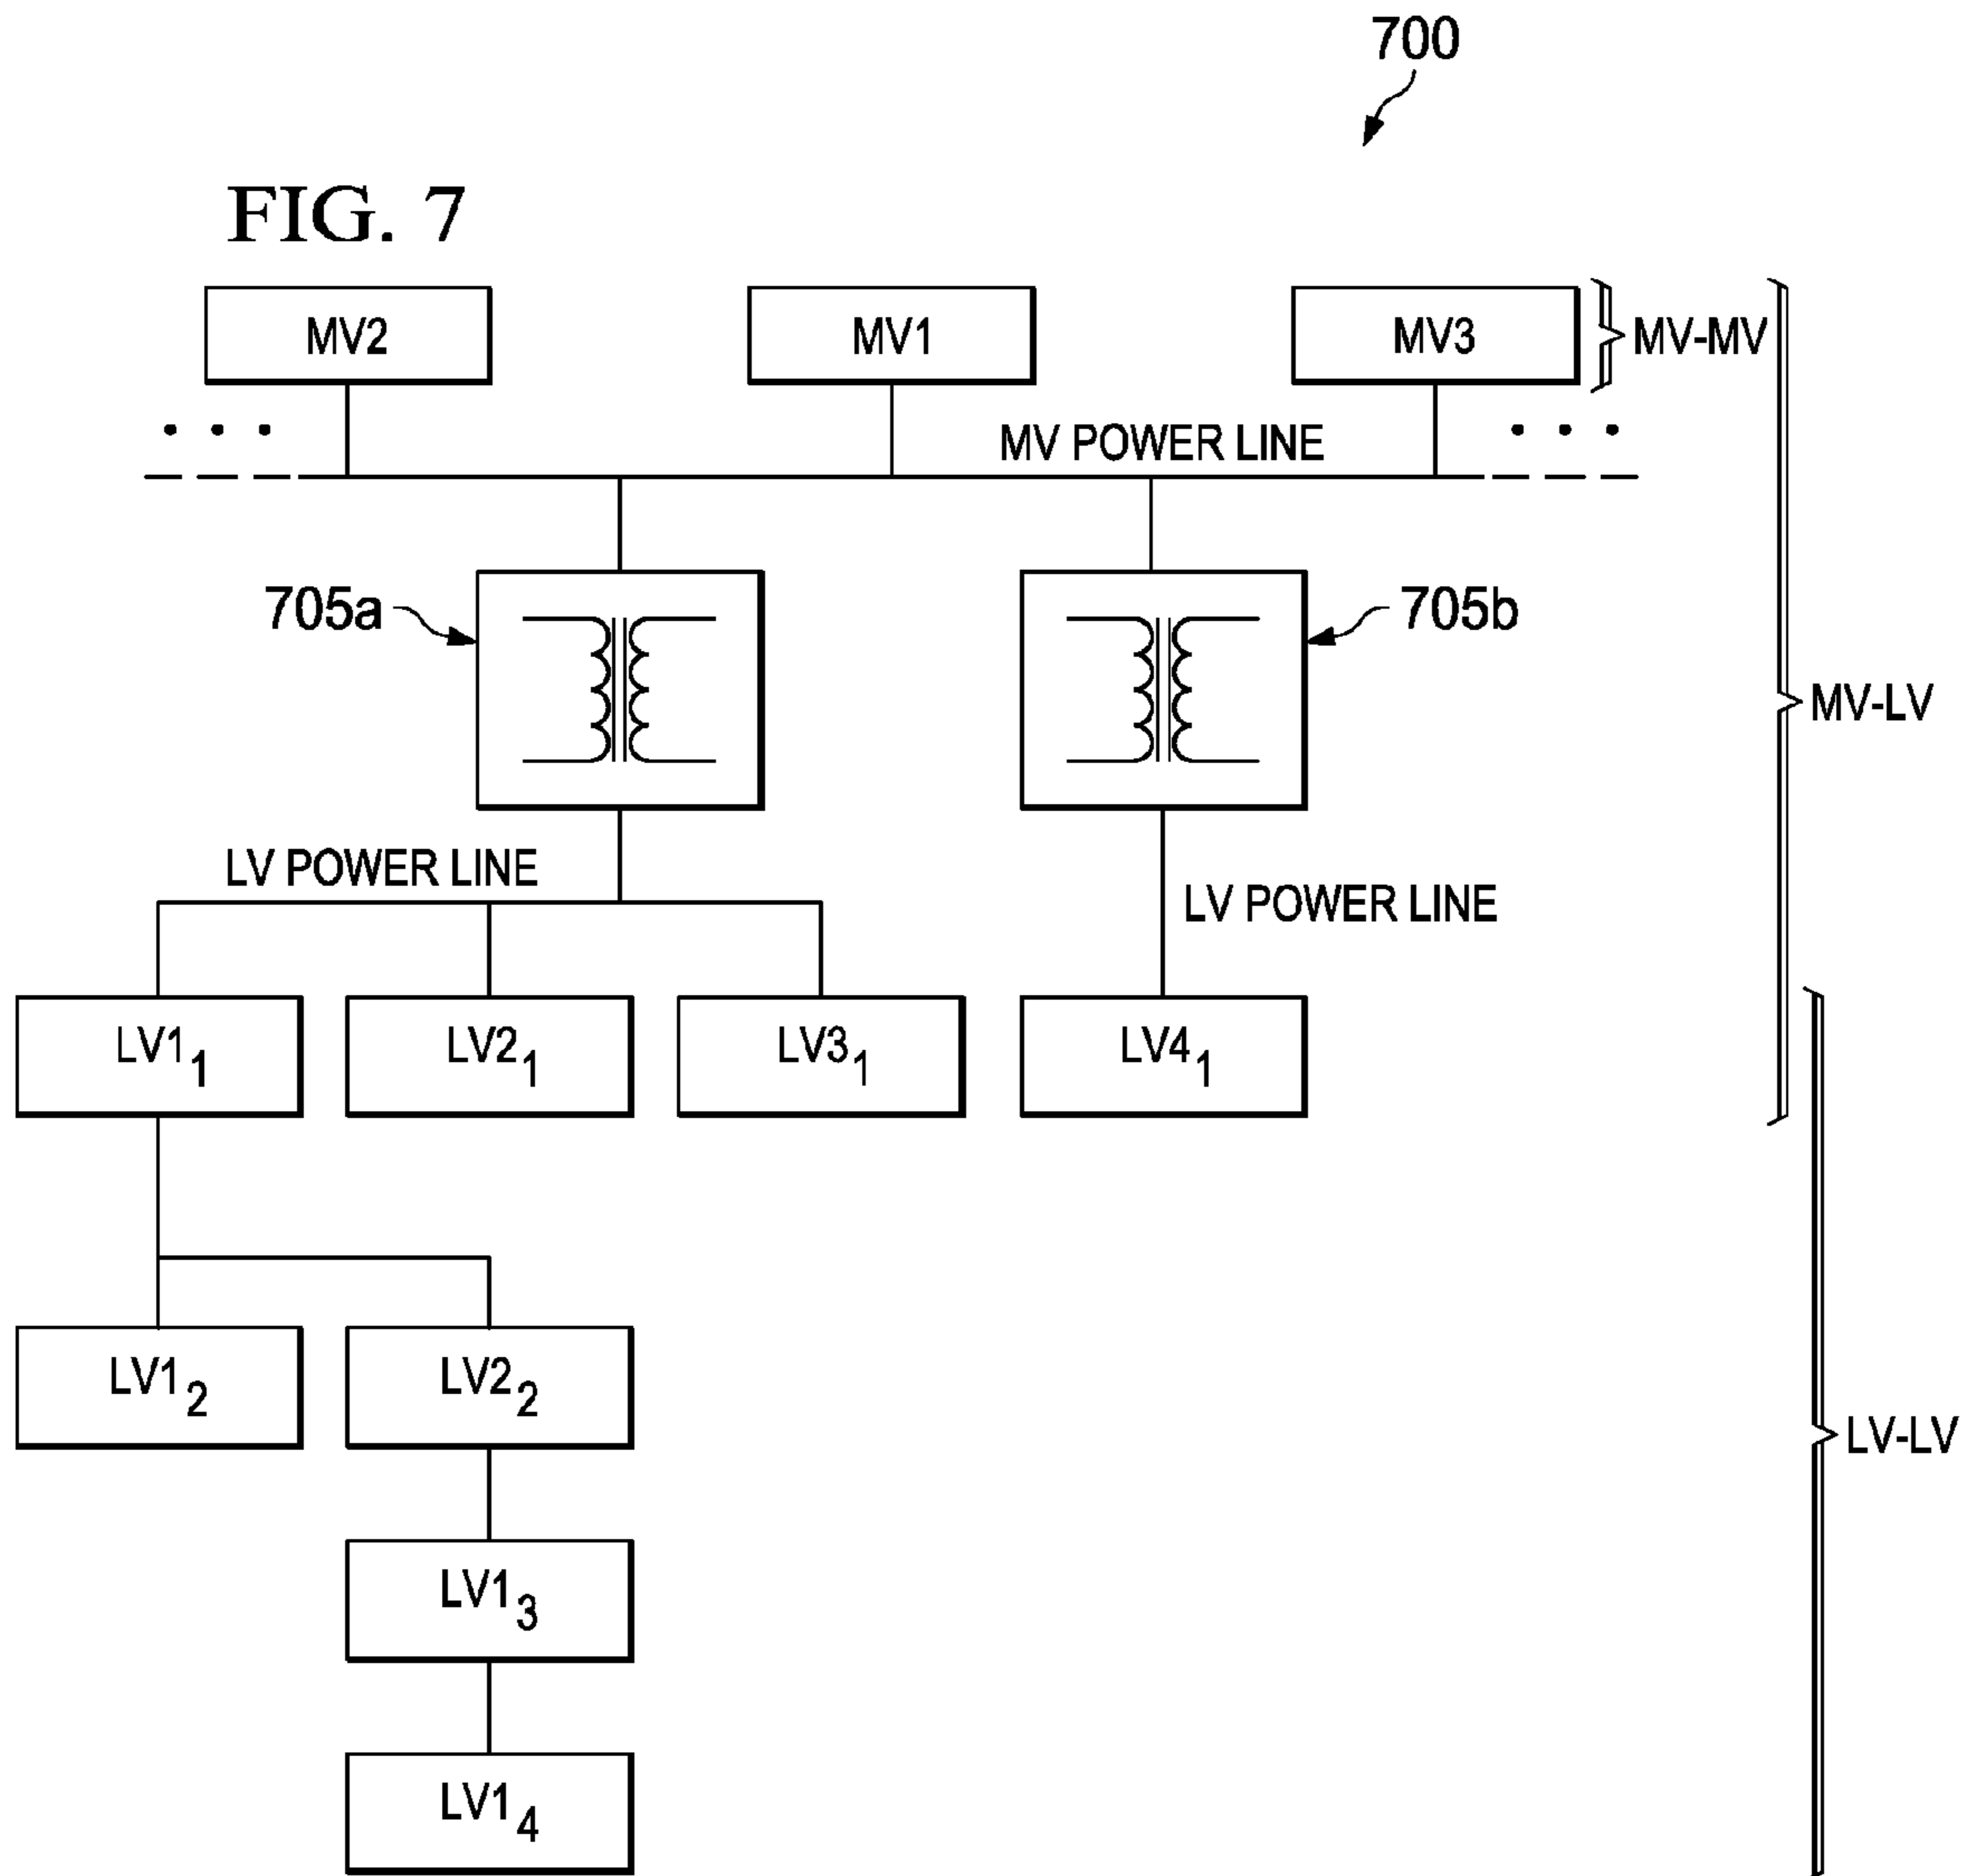 700
FIG. 7
MV2
MV1
MV3
MV-MV
MV POWER LINE
705a
705b
MV-LV
LV POWER LINE
LV POWER LINE
LV1₁
LV2₁
LV3₁
LV4₁
LV1₂
LV2₂
LV-LV
LV1₃
LV1₄